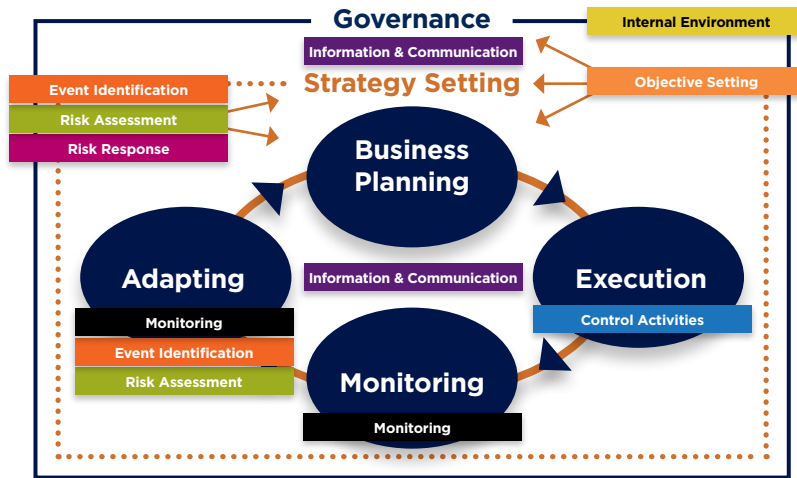 Governance
Internal Environment
Information & Communication
Strategy Setting
Objective Setting
Event Identification
Risk Assessment
Risk Response
Business
Planning
Adapting
Information & Communication
Execution
Monitoring
Control Activities
Event Identification
Risk Assessment
Monitoring
Monitoring